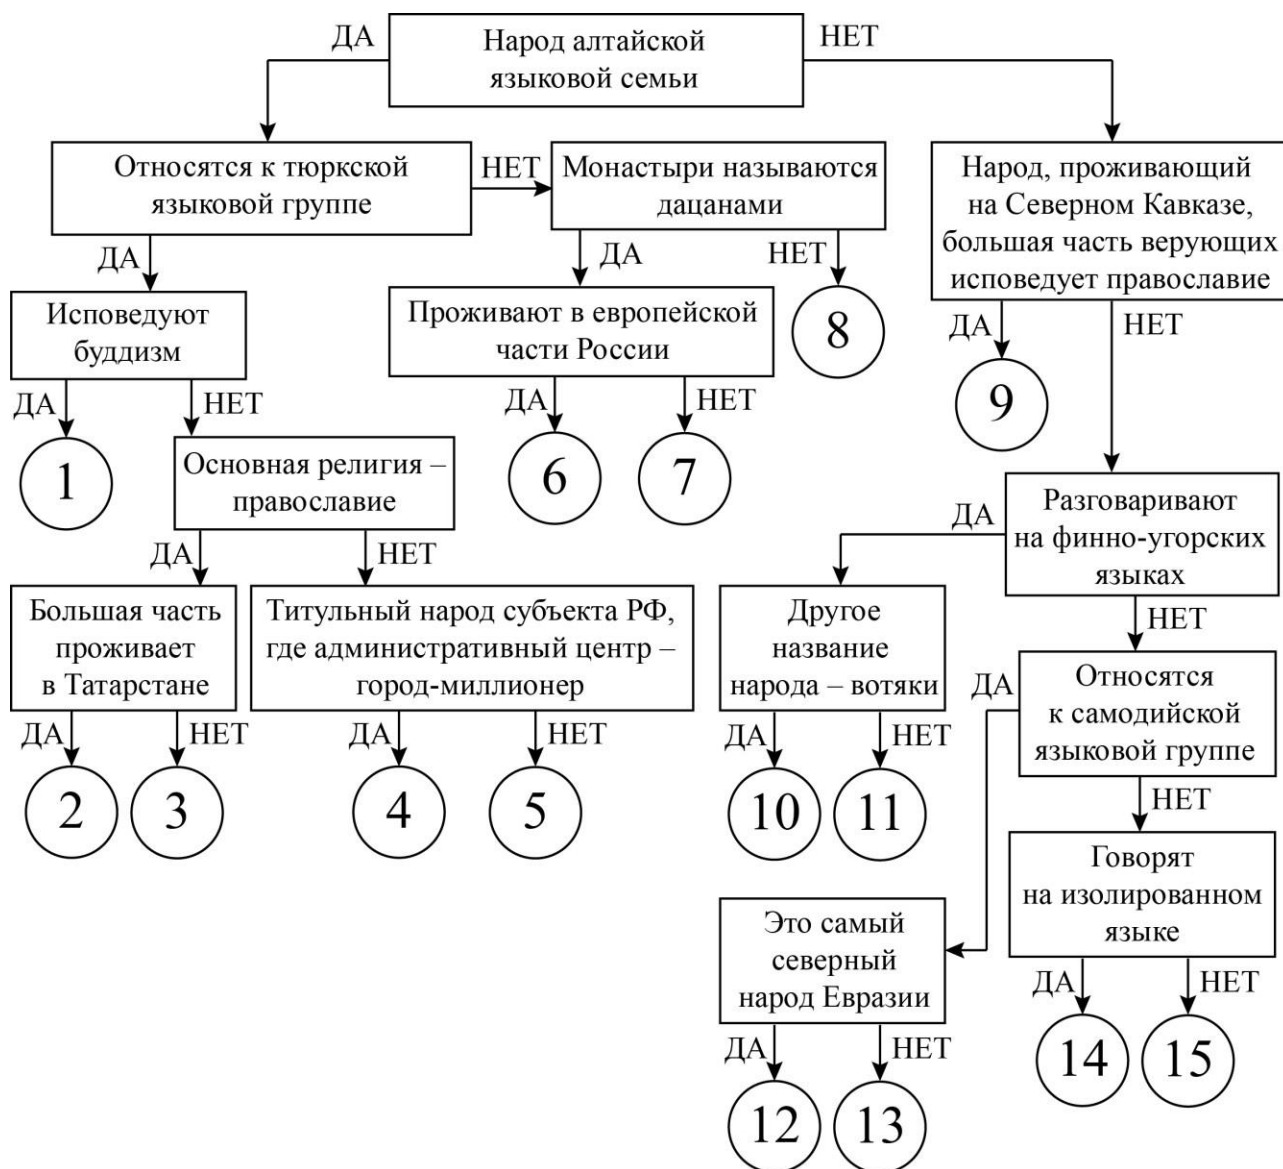 ДА
Народ алтайской
языковой семьи
НЕТ
Относятся к тюркской
языковой группе
НЕТ
Монастыри называются
дацанами
Народ, проживающий
на Северном Кавказе,
большая часть верующих
исповедует православие
ДА
ДА
НЕТ
Исповедуют
буддизм
Проживают в европейской
части России
8
ДА
НЕТ
9
ДА
НЕТ
ДА
НЕТ
1
Основная религия –
православие
6
7
Разговаривают
на финно-угорских
языках
ДА
ДА
НЕТ
Большая часть
проживает
в Татарстане
Титульный народ субъекта РФ,
где административный центр –
город-миллионер
Другое
название
народа – вотяки
НЕТ
Относятся
к самодийской
языковой группе
ДА
ДА
НЕТ
ДА
НЕТ
ДА
НЕТ
2
3
4
5
10
11
НЕТ
Говорят
на изолированном
языке
Это самый
северный
народ Евразии
ДА
НЕТ
ДА
НЕТ
14
15
12
13